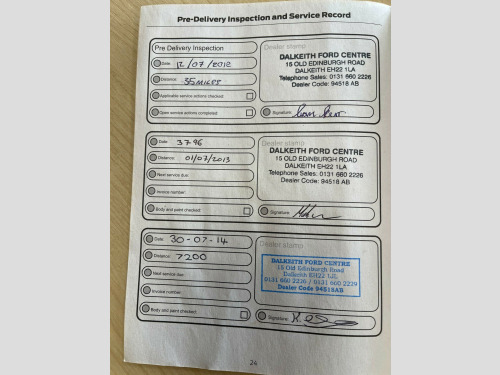 Pre-Delivery Inspection and Service Record
Pre Delivery Inspection
Date: 12/07/2012
Distance: 35 MILES
Applicable service actions checked:
Open service actions completed:
Dealer stamp
DALKEITH FORD CENTRE
15 OLD EDINBURGH ROAD
DALKEITH EH22 1LA
Telephone Sales: 0131 660 2226
Dealer Code: 94518 AB
Signature:
Date: 3796
Distance: 01/07/2013
Next service due:
Invoice number:
Body and paint checked:
Dealer stamp
DALKEITH FORD CENTRE
15 OLD EDINBURGH ROAD
DALKEITH EH22 1LA
Telephone Sales: 0131 660 2226
Dealer Code: 94518 AB
Signature:
Date: 30-07-14
Distance: 7200
Next service due:
Invoice number:
Body and paint checked:
Dealer stamp
DALKEITH FORD CENTRE
15 Old Edinburgh Road
Dalkeith EH22
0131 660 2226 / 0131 660 2229
Dealer Code 94518AB
Signature:
24